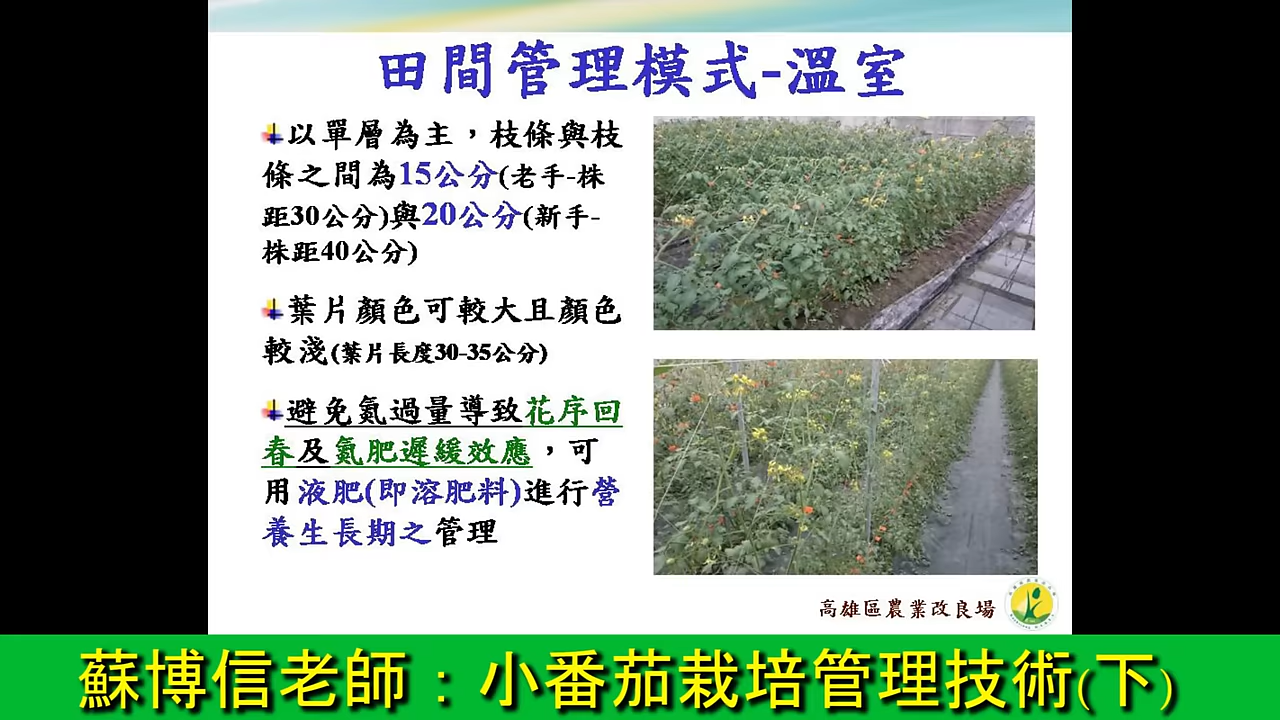 田間管理模式-溫室
以單層為主，枝條與枝
條之間為15公分(老手-株
距30公分)與20公分(新手-
株距40公分)
葉片顏色可較大且顏色
較淺(葉片長度30-35公分)
避免氮過量導致花序回
春及氮肥遲緩效應，可
用液肥(即溶肥料)進行營
養生長期之管理
高雄區農業改良場
蘇博信老師：小番茄栽培管理技術(下)